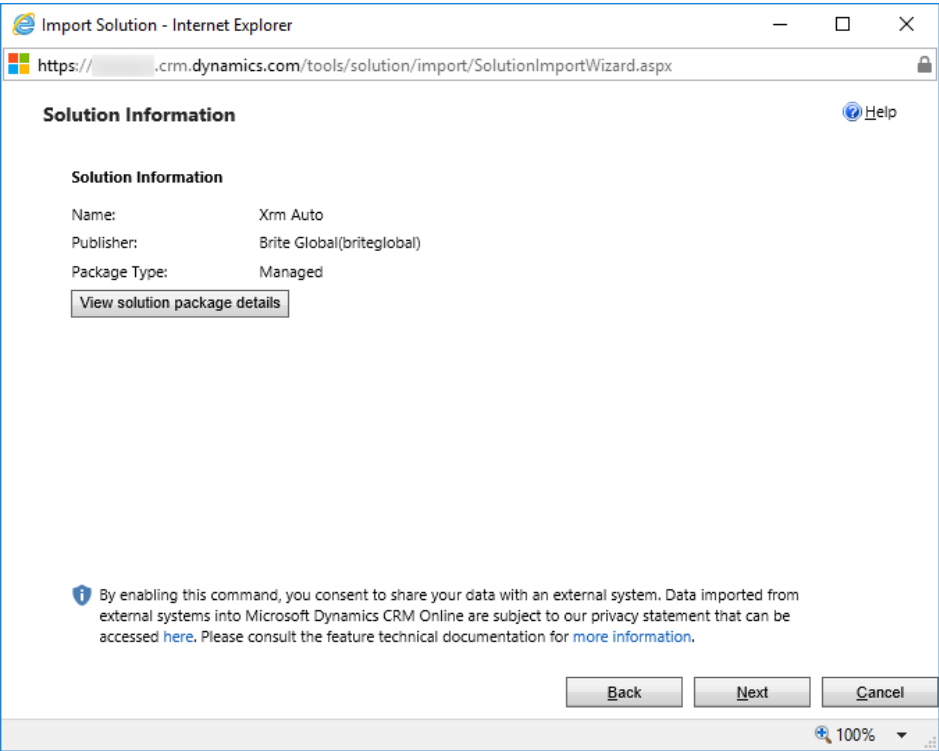 Import Solution - Internet Explorer
https:// .crm.dynamics.com/tools/solution/import/SolutionImportWizard.aspx
Solution Information
Help
Solution Information
Name: Xrm Auto
Publisher: Brite Global(briteglobal)
Package Type: Managed
View solution package details
By enabling this command, you consent to share your data with an external system. Data imported from
external systems into Microsoft Dynamics CRM Online are subject to our privacy statement that can be
accessed here. Please consult the feature technical documentation for more information.
Back Next Cancel
100%